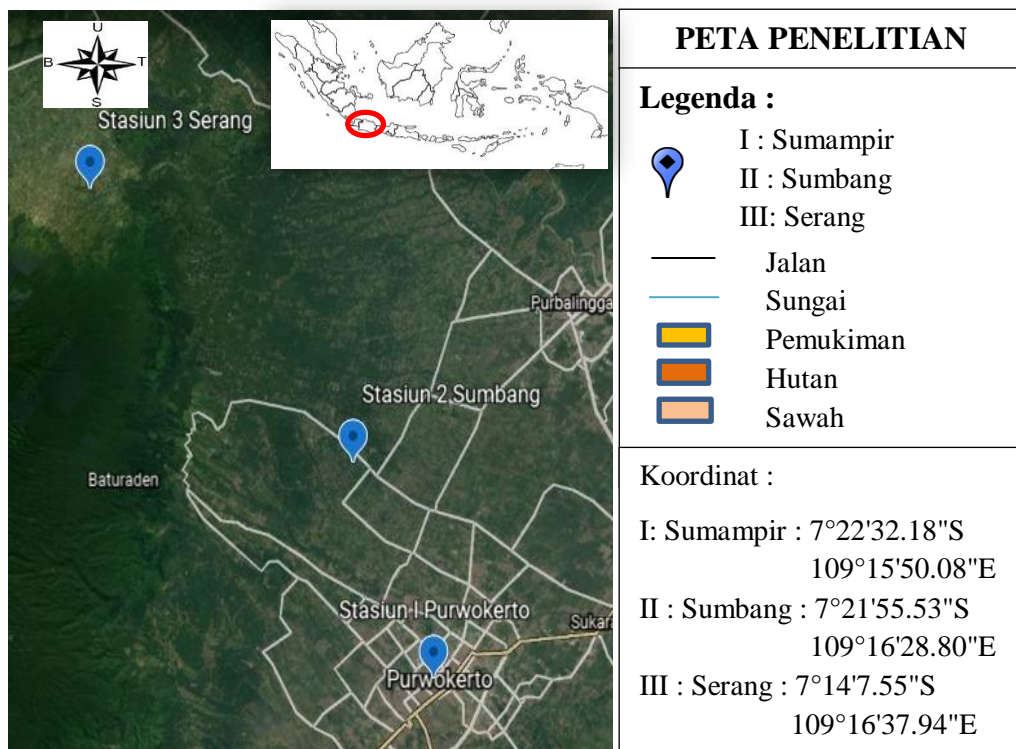 U
B
T
S
Stasiun 3 Serang
Purbalingga
Stasiun 2 Sumbang
Baturaden
Stasiun I Purwokerto
Sukara
Purwokerto
PETA PENELITIAN
Legenda :
I : Sumampir
II : Sumbang
III: Serang
Jalan
Sungai
Pemukiman
Hutan
Sawah
Koordinat :
I: Sumampir : 7°22'32.18"S
109°15'50.08"E
II : Sumbang : 7°21'55.53"S
109°16'28.80"E
III : Serang : 7°14'7.55"S
109°16'37.94"E